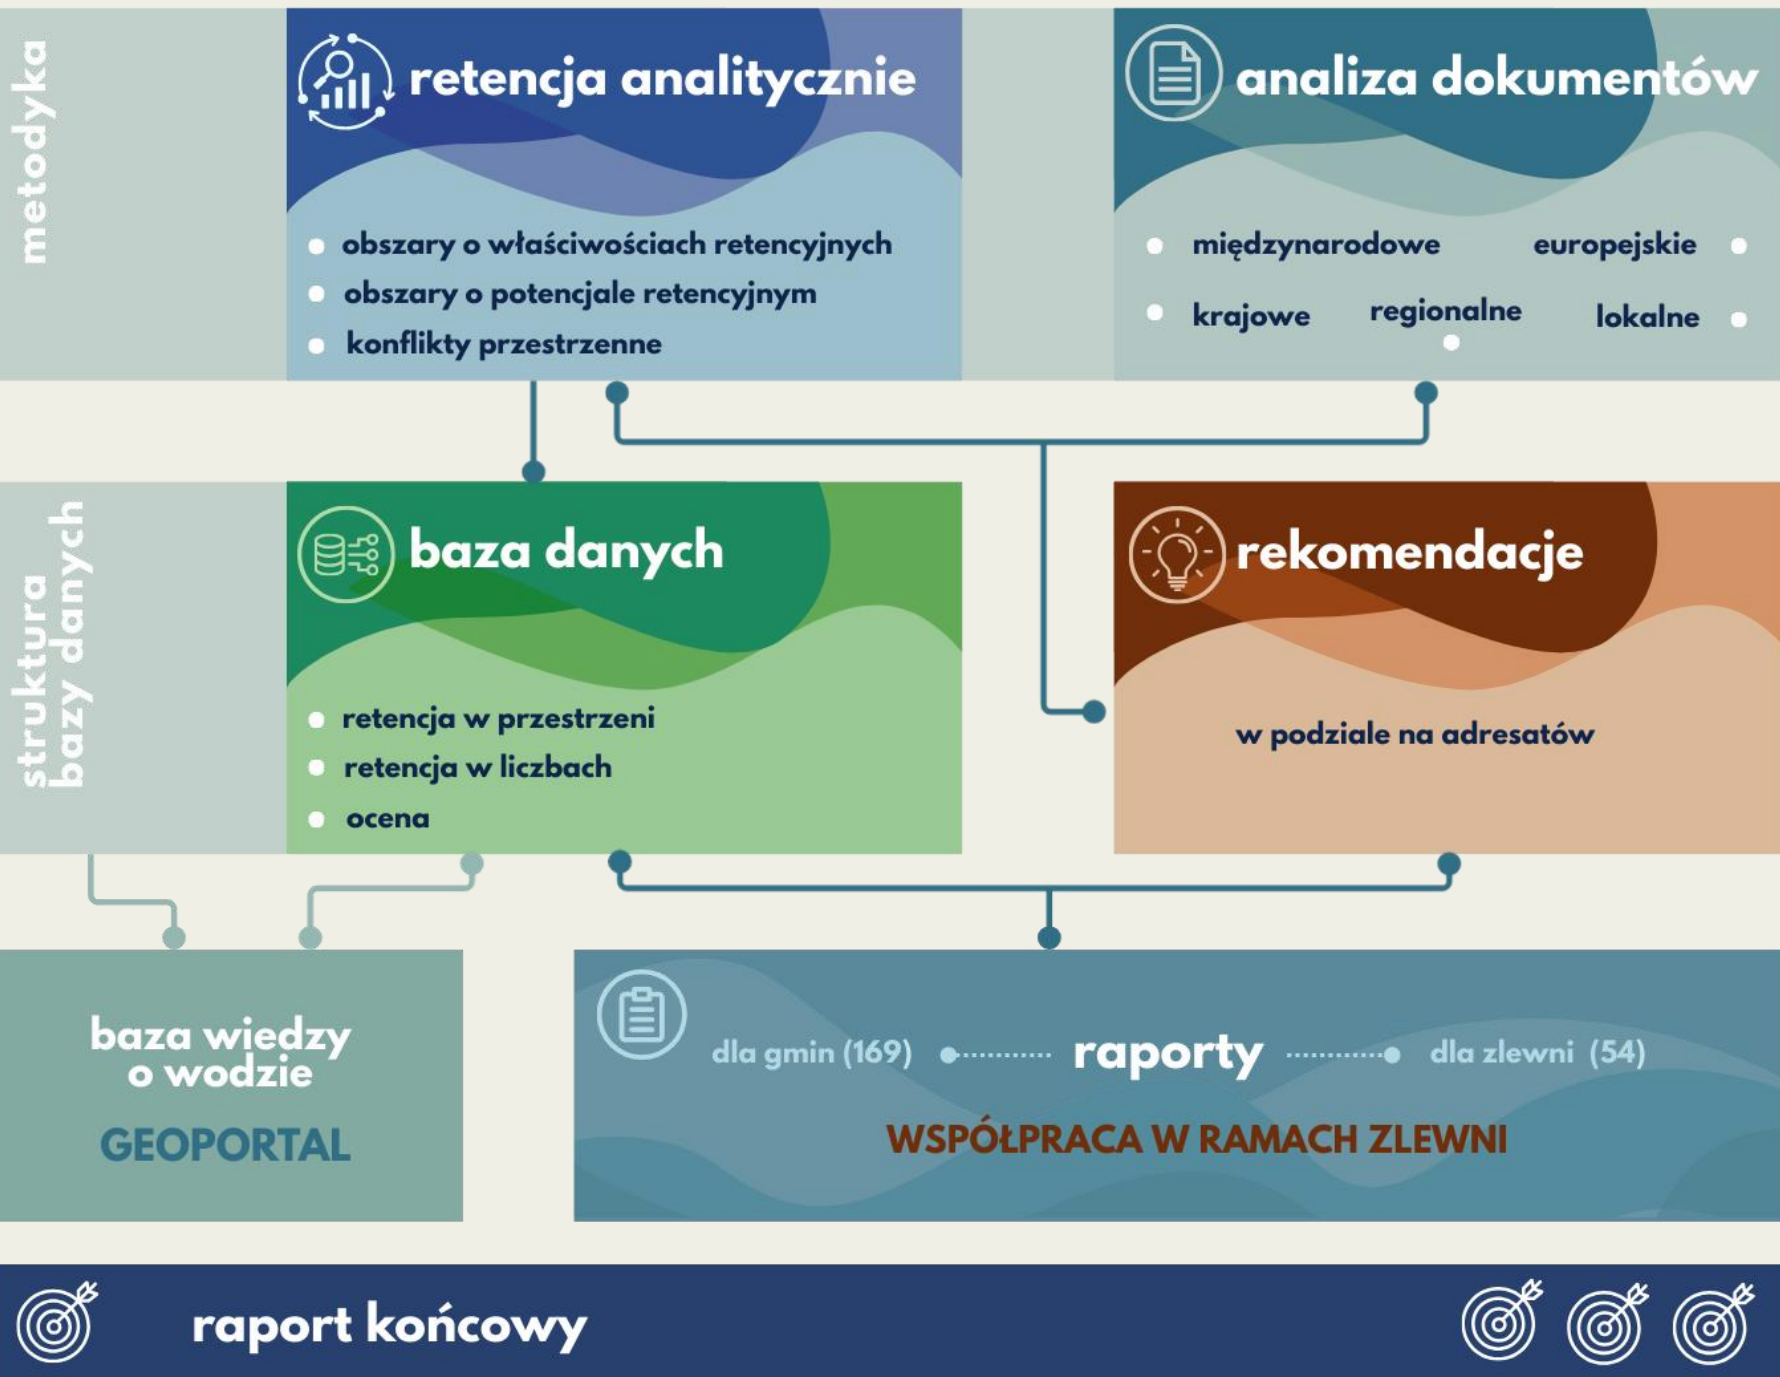 metodyka
retencja analitycznie
obszary o właściwościach retencyjnych
obszary o potencjale retencyjnym
konflikty przestrzenne
analiza dokumentów
międzynarodowe
europejskie
krajowe
regionalne
lokalne
struktura
bazy danych
baza danych
retencja w przestrzeni
retencja w liczbach
ocena
rekomendacje
w podziale na adresatów
baza wiedzy
o wodzie
GEOPORTAL
dla gmin (169) raporty dla zlewni (54)
WSPÓŁPRACA W RAMACH ZLEWNI
raport końcowy